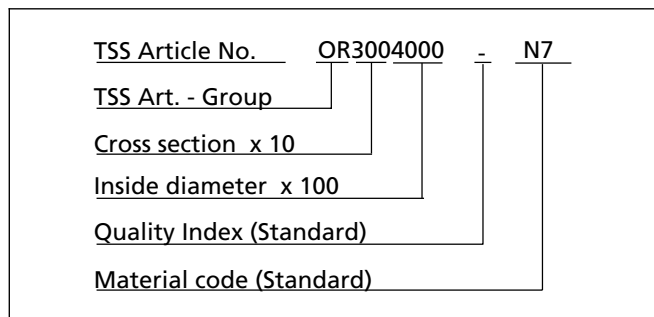 TSS Article No. OR3004000 - N7
TSS Art. - Group
Cross section x 10
Inside diameter x 100
Quality Index (Standard)
Material code (Standard)